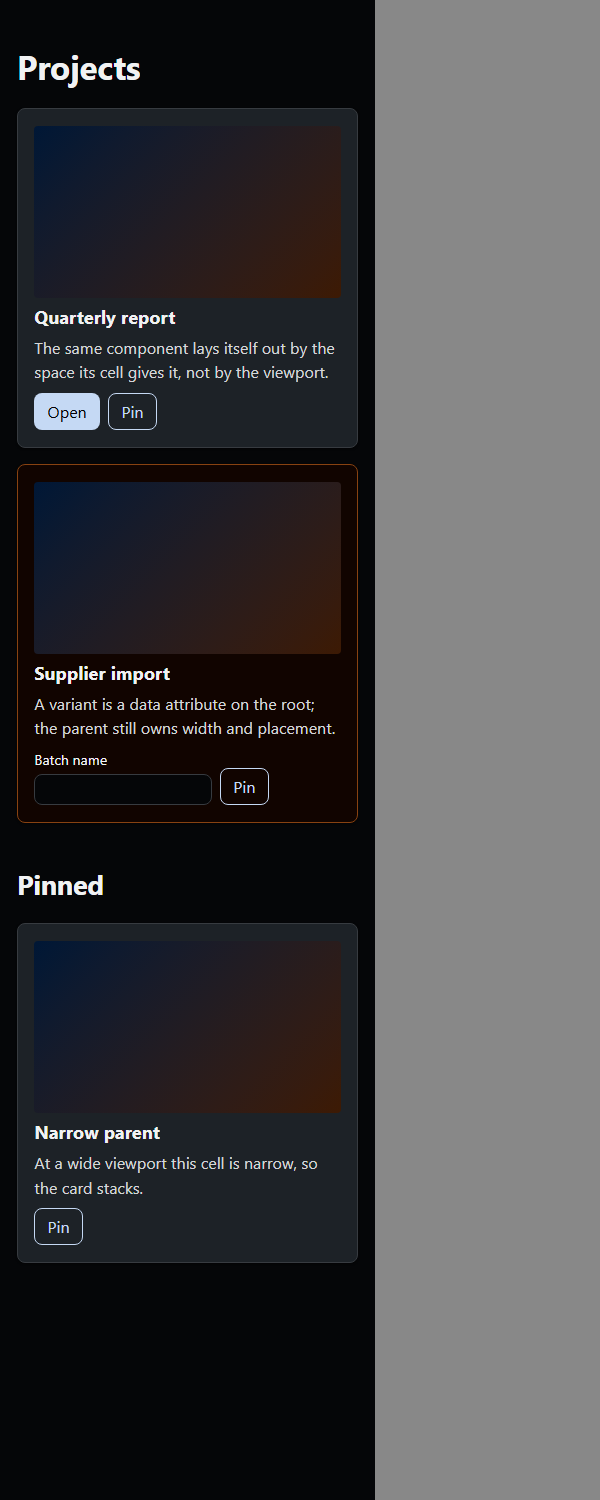 Projects
Quarterly report
The same component lays itself out by the
space its cell gives it, not by the viewport.
Open Pin
Supplier import
A variant is a data attribute on the root;
the parent still owns width and placement.
Batch name
Pin
Pinned
Narrow parent
At a wide viewport this cell is narrow, so
the card stacks.
Pin